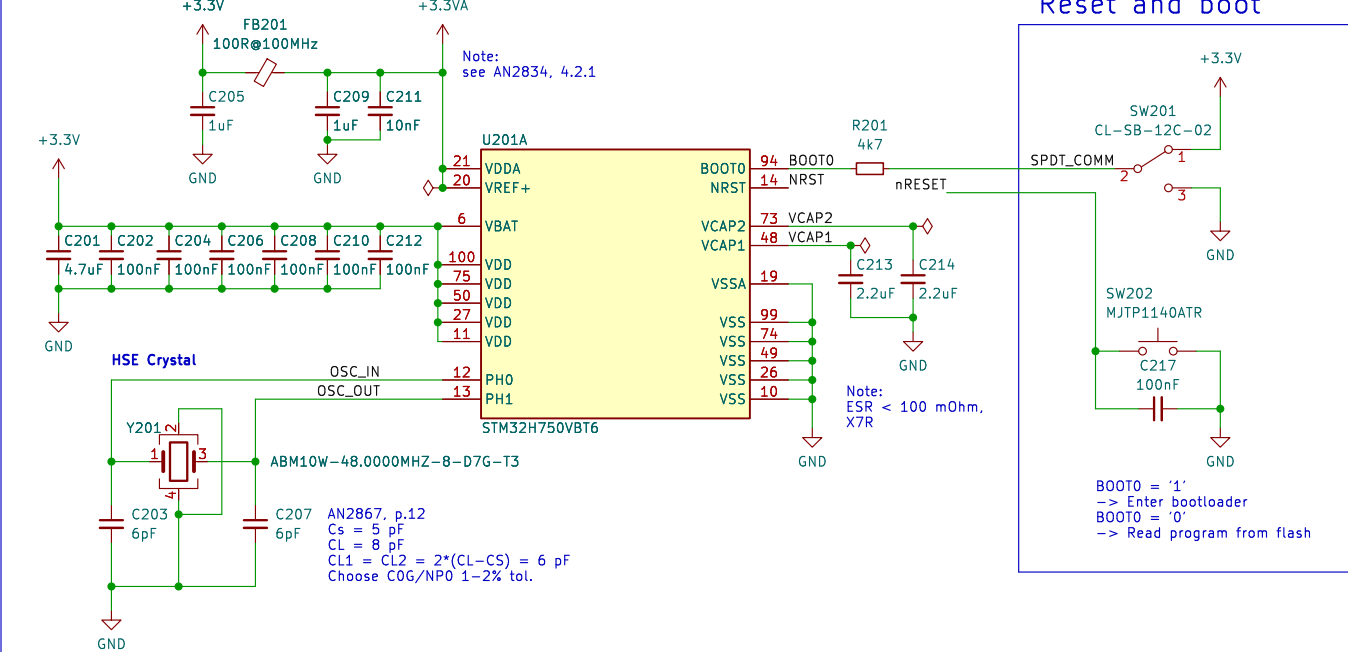 Reset and boot
+3.3V
+3.3VA
FB201
100R@100MHz
Note:
see AN2834, 4.2.1
C205
1uF
C209
1uF
C211
10nF
GND
GND
+3.3V
C201
4.7uF
C202
100nF
C204
100nF
C206
100nF
C208
100nF
C210
100nF
C212
100nF
GND
U201A
21 VDDA
20 VREF+
6 VBAT
100 VDD
75 VDD
50 VDD
27 VDD
11 VDD
12 PH0
13 PH1
BOOT0 94 BOOT0
NRST 14 NRST
VCAP2 73 VCAP2
VCAP1 48 VCAP1
VSSA 19
VSS 99
VSS 74
VSS 49
VSS 26
VSS 10
STM32H750VBT6
R201
4k7
nRESET
C213
2.2uF
C214
2.2uF
GND
Note:
ESR < 100 mOhm,
X7R
GND
HSE Crystal
OSC_IN
OSC_OUT
Y201
1
2
3
4
ABM10W-48.0000MHZ-8-D7G-T3
C203
6pF
C207
6pF
AN2867, p.12
Cs = 5 pF
CL = 8 pF
CL1 = CL2 = 2*(CL-CS) = 6 pF
Choose C0G/NP0 1-2% tol.
GND
+3.3V
SW201
CL-SB-12C-02
SPDT_COMM
1
2
3
GND
SW202
MJTP1140ATR
C217
100nF
GND
BOOT0 = '1'
-> Enter bootloader
BOOT0 = '0'
-> Read program from flash